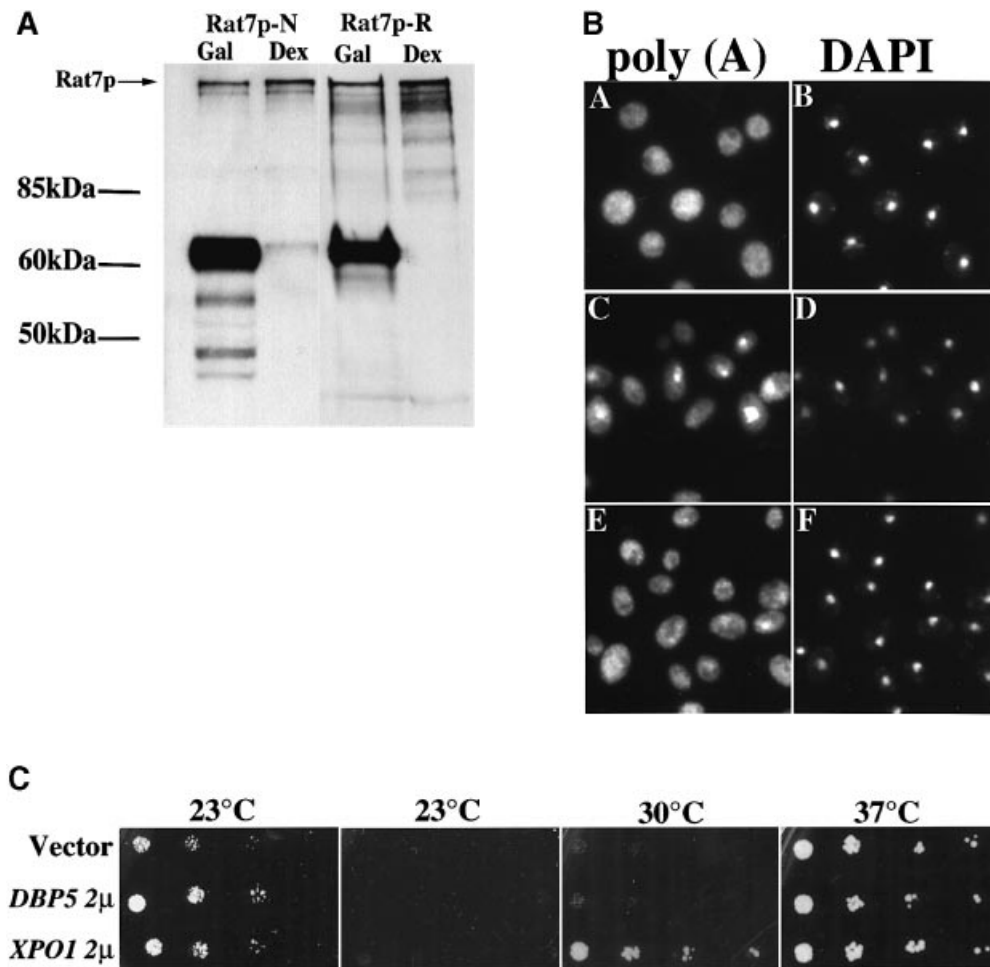 A
Rat7p-N Rat7p-R
Gal Dex Gal Dex
Rat7p
85kDa
60kDa
50kDa
B
poly (A) DAPI
A B
C D
E F
C
23°C 23°C 30°C 37°C
Vector
DBP5 2μ
XPO1 2μ